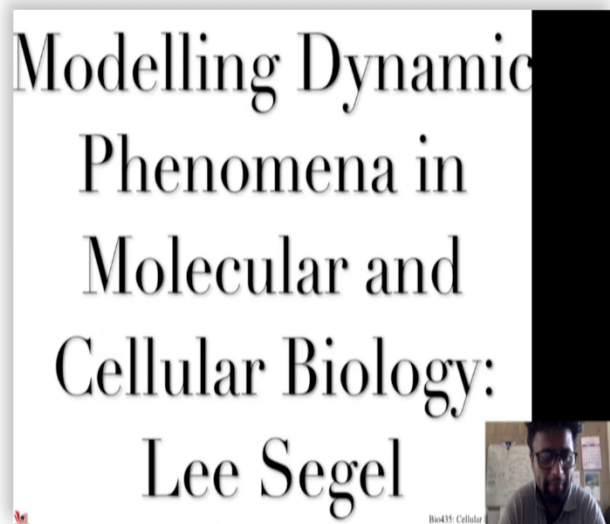 Modelling Dynamic
Phenomena in
Molecular and
Cellular Biology:
Lee Segel
Bio435: Cellular